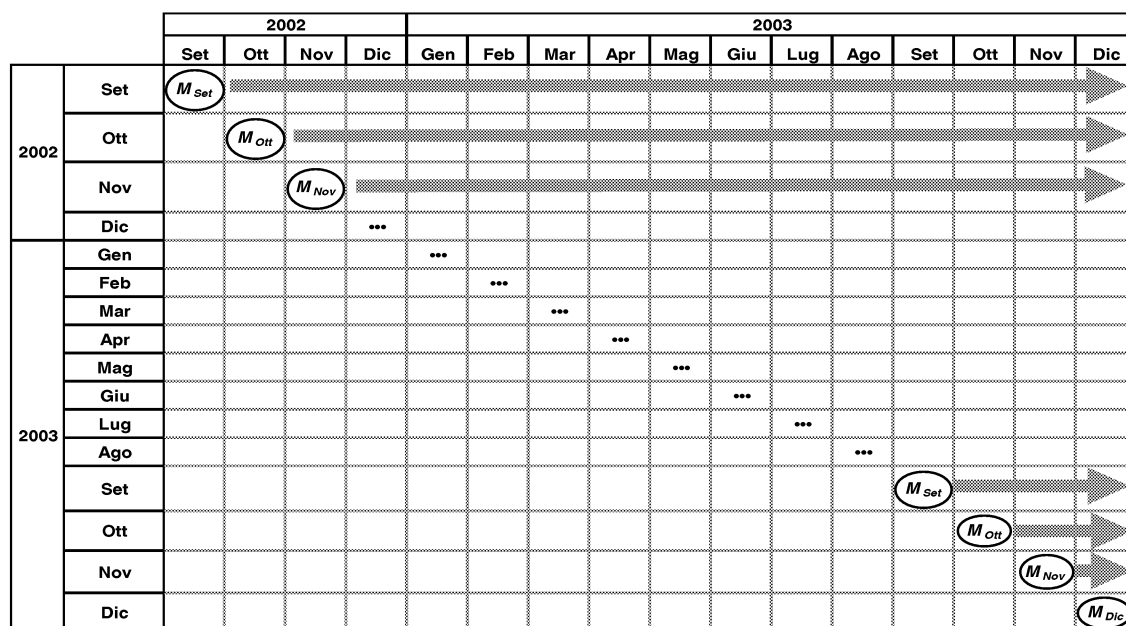 2002 2003
Set Ott Nov Dic Gen Feb Mar Apr Mag Giu Lug Ago Set Ott Nov Dic
Set M Set
Ott M Ott
2002
Nov M Nov
Dic •••
Gen •••
Feb •••
Mar •••
Apr •••
Mag •••
Giu •••
Lug •••
2003
Ago •••
Set M Set
Ott M Ott
Nov M Nov
Dic M Dic